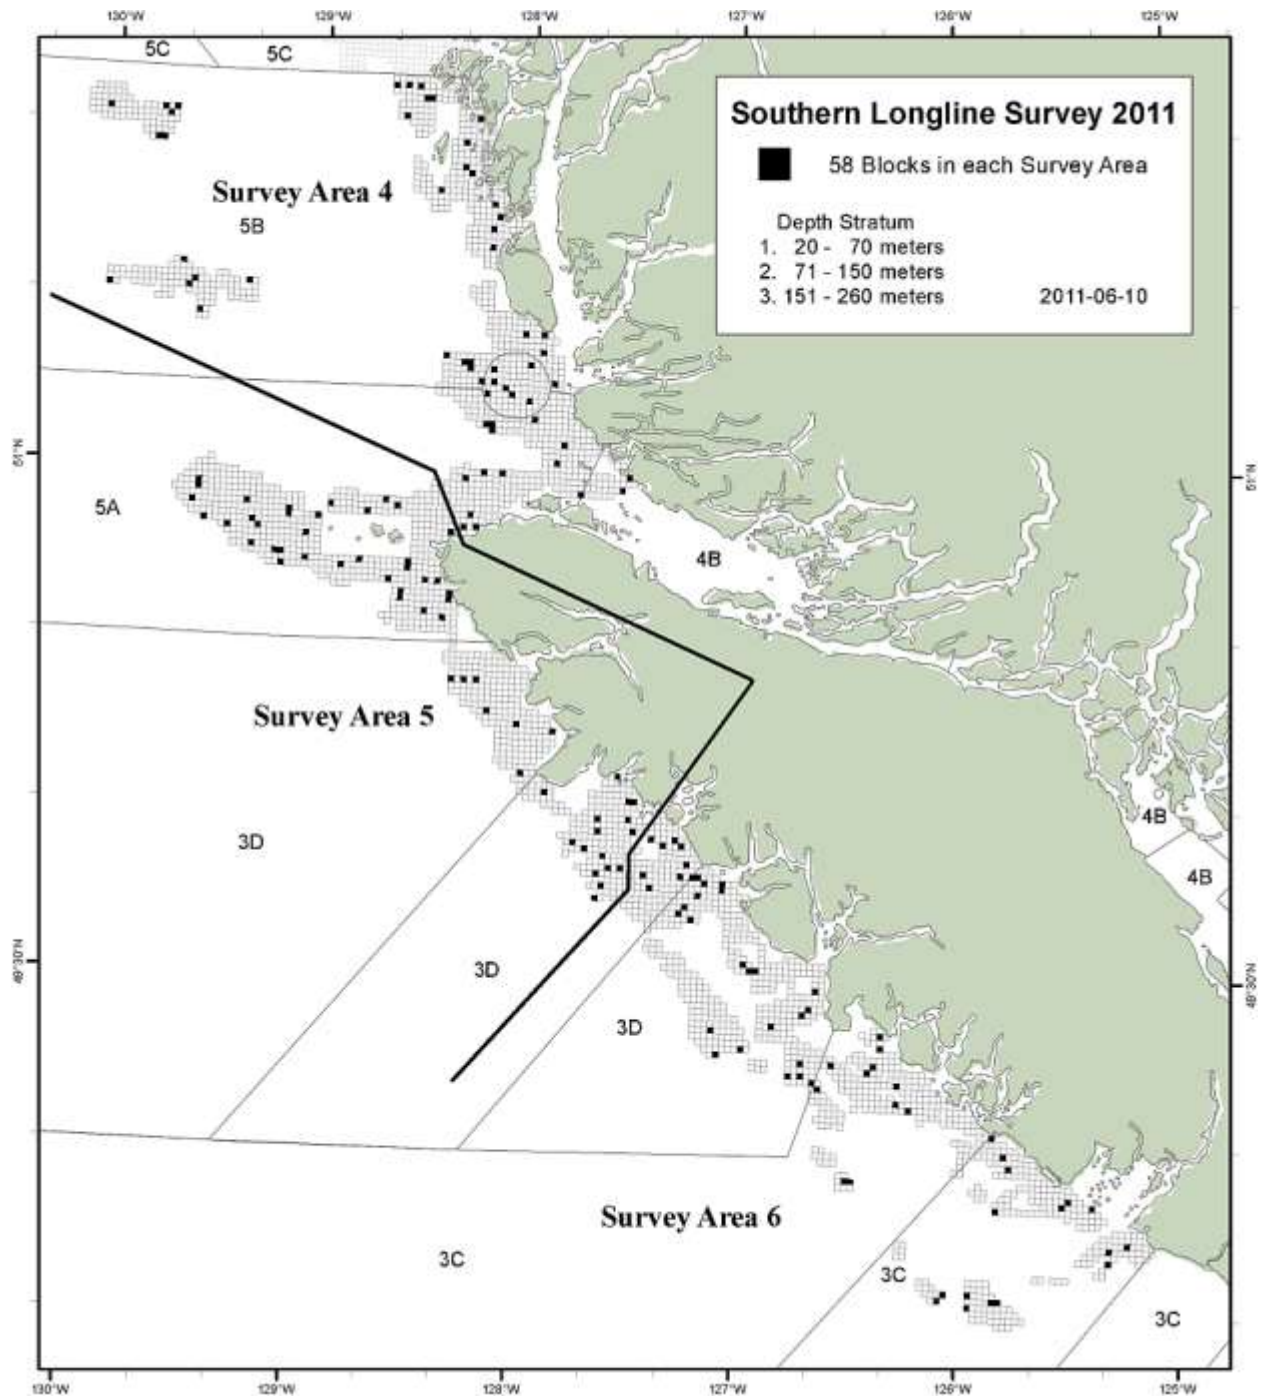 130°W 129°W 128°W 127°W 126°W 125°W
5C 5C
Southern Longline Survey 2011
58 Blocks in each Survey Area
Depth Stratum
1. 20 - 70 meters
2. 71 - 150 meters
3. 151 - 260 meters 2011-06-10
Survey Area 4
5B
51°N
51°N
5A
4B
Survey Area 5
3D
4B
4B
49°30'N
49°30'N
3D
3D
Survey Area 6
3C
3C
3C
130°W 129°W 128°W 127°W 126°W 125°W